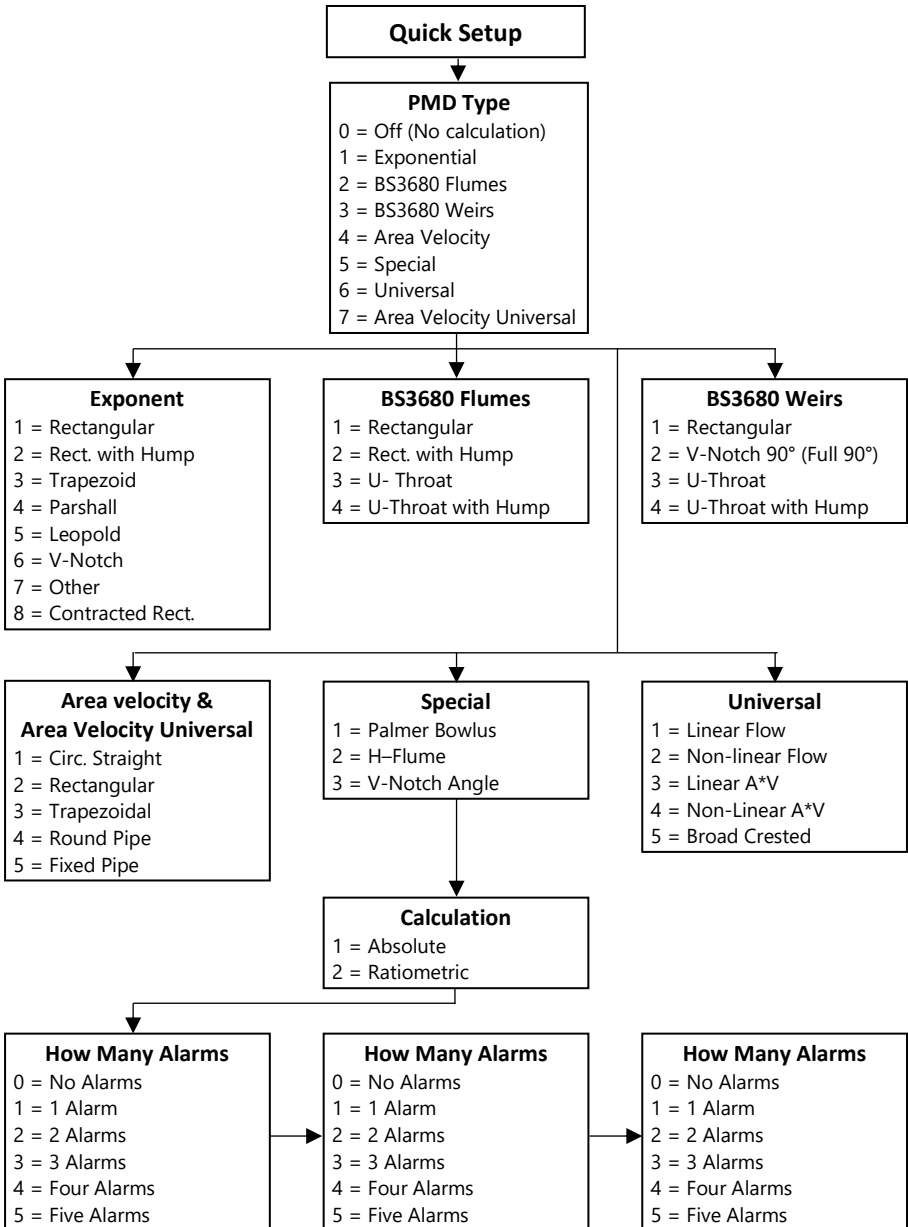 Quick Setup
PMD Type
0 = Off (No calculation)
1 = Exponential
2 = BS3680 Flumes
3 = BS3680 Weirs
4 = Area Velocity
5 = Special
6 = Universal
7 = Area Velocity Universal
Exponent
1 = Rectangular
2 = Rect. with Hump
3 = Trapezoid
4 = Parshall
5 = Leopold
6 = V-Notch
7 = Other
8 = Contracted Rect.
BS3680 Flumes
1 = Rectangular
2 = Rect. with Hump
3 = U- Throat
4 = U-Throat with Hump
BS3680 Weirs
1 = Rectangular
2 = V-Notch 90° (Full 90°)
3 = U-Throat
4 = U-Throat with Hump
Area velocity &
Area Velocity Universal
1 = Circ. Straight
2 = Rectangular
3 = Trapezoidal
4 = Round Pipe
5 = Fixed Pipe
Special
1 = Palmer Bowlus
2 = H–Flume
3 = V-Notch Angle
Universal
1 = Linear Flow
2 = Non-linear Flow
3 = Linear A*V
4 = Non-Linear A*V
5 = Broad Crested
Calculation
1 = Absolute
2 = Ratiometric
How Many Alarms
0 = No Alarms
1 = 1 Alarm
2 = 2 Alarms
3 = 3 Alarms
4 = Four Alarms
5 = Five Alarms
How Many Alarms
0 = No Alarms
1 = 1 Alarm
2 = 2 Alarms
3 = 3 Alarms
4 = Four Alarms
5 = Five Alarms
How Many Alarms
0 = No Alarms
1 = 1 Alarm
2 = 2 Alarms
3 = 3 Alarms
4 = Four Alarms
5 = Five Alarms